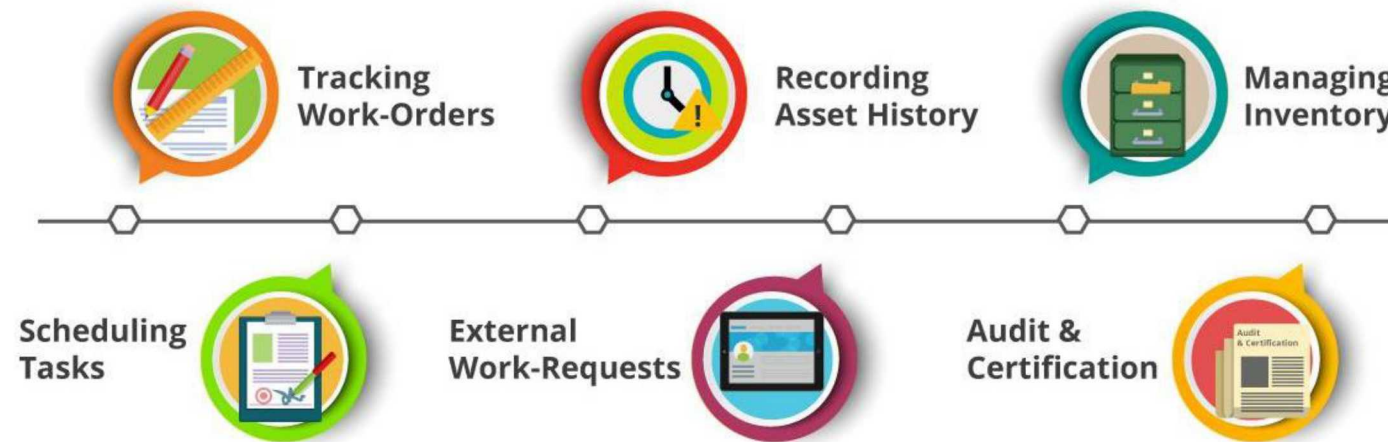 Tracking
Work-Orders
Recording
Asset History
Managing
Inventory
Scheduling
Tasks
External
Work-Requests
Audit &
Certification
Audit
& Certification